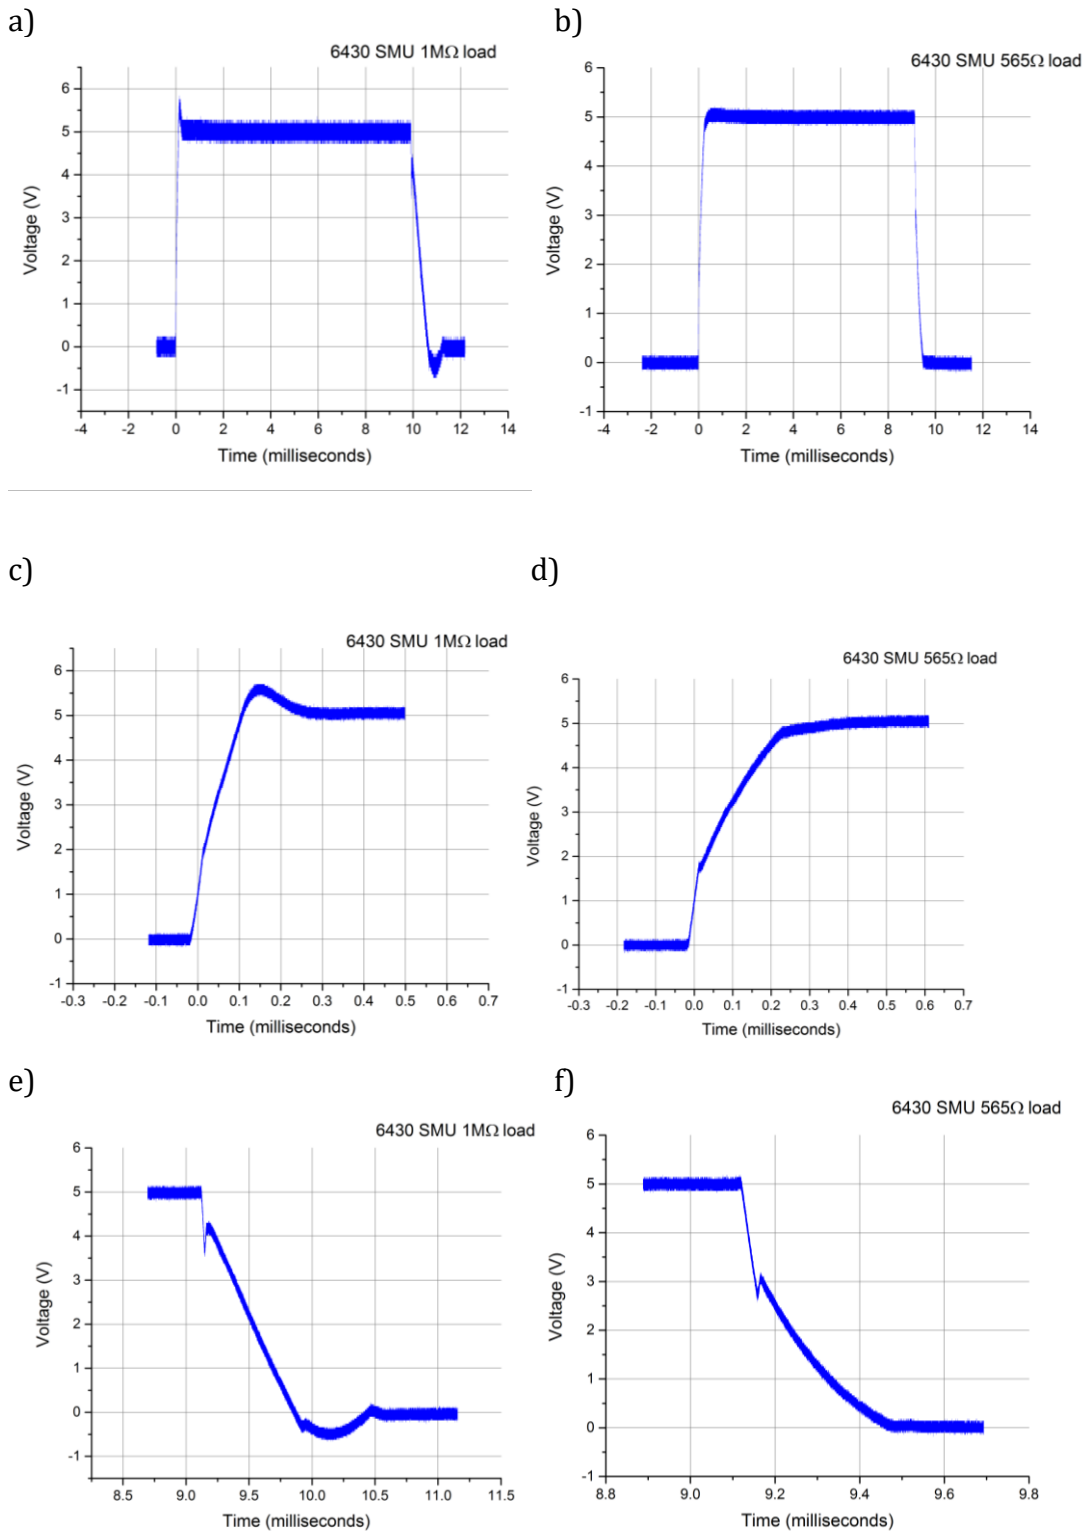 a)
6430 SMU 1MΩ load
6
5
4
3
2
1
0
-1
-4 -2 0 2 4 6 8 10 12 14
Voltage (V)
Time (milliseconds)
b)
6430 SMU 565Ω load
6
5
4
3
2
1
0
-1
-4 -2 0 2 4 6 8 10 12 14
Voltage (V)
Time (milliseconds)
c)
6430 SMU 1MΩ load
6
5
4
3
2
1
0
-1
-0.3 -0.2 -0.1 0.0 0.1 0.2 0.3 0.4 0.5 0.6 0.7
Voltage (V)
Time (milliseconds)
d)
6430 SMU 565Ω load
6
5
4
3
2
1
0
-1
-0.3 -0.2 -0.1 0.0 0.1 0.2 0.3 0.4 0.5 0.6 0.7
Voltage (V)
Time (milliseconds)
e)
6430 SMU 1MΩ load
6
5
4
3
2
1
0
-1
8.5 9.0 9.5 10.0 10.5 11.0 11.5
Voltage (V)
Time (milliseconds)
f)
6430 SMU 565Ω load
6
5
4
3
2
1
0
-1
8.8 9.0 9.2 9.4 9.6 9.8
Voltage (V)
Time (milliseconds)